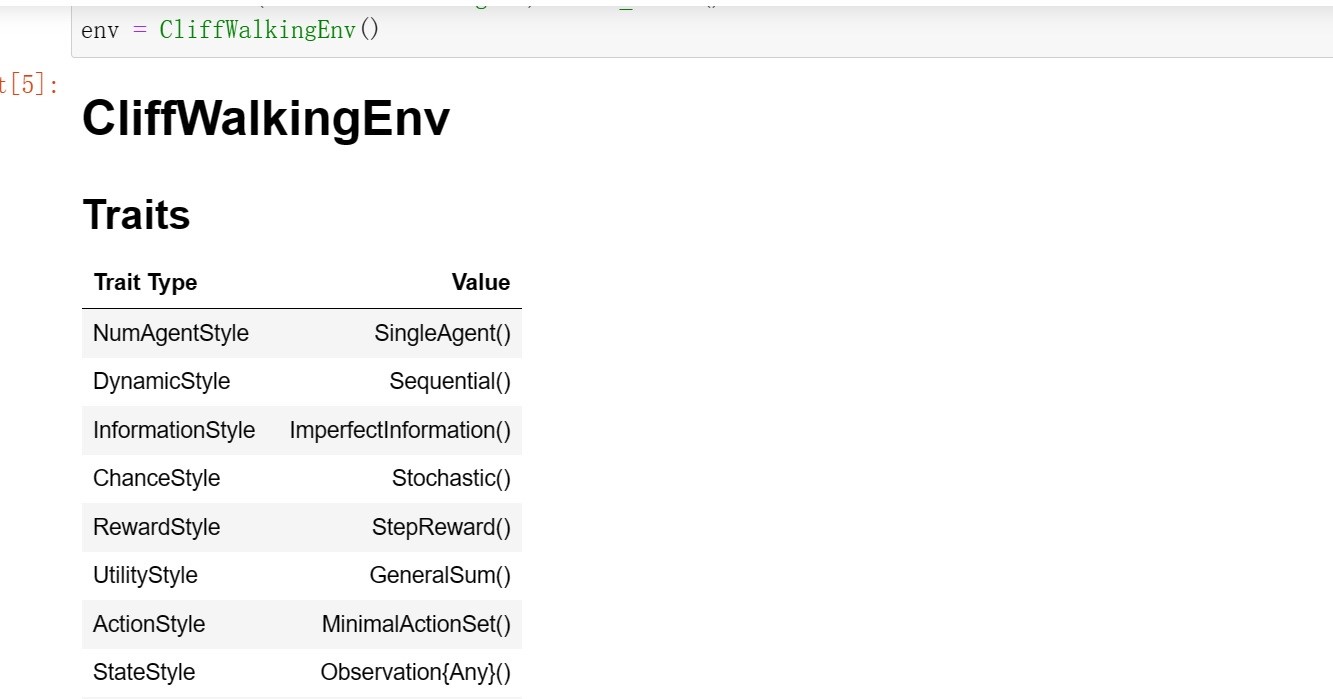 env = CliffWalkingEnv()
t[5]:
CliffWalkingEnv
Traits
Trait Type Value
NumAgentStyle SingleAgent()
DynamicStyle Sequential()
InformationStyle ImperfectInformation()
ChanceStyle Stochastic()
RewardStyle StepReward()
UtilityStyle GeneralSum()
ActionStyle MinimalActionSet()
StateStyle Observation{Any}()